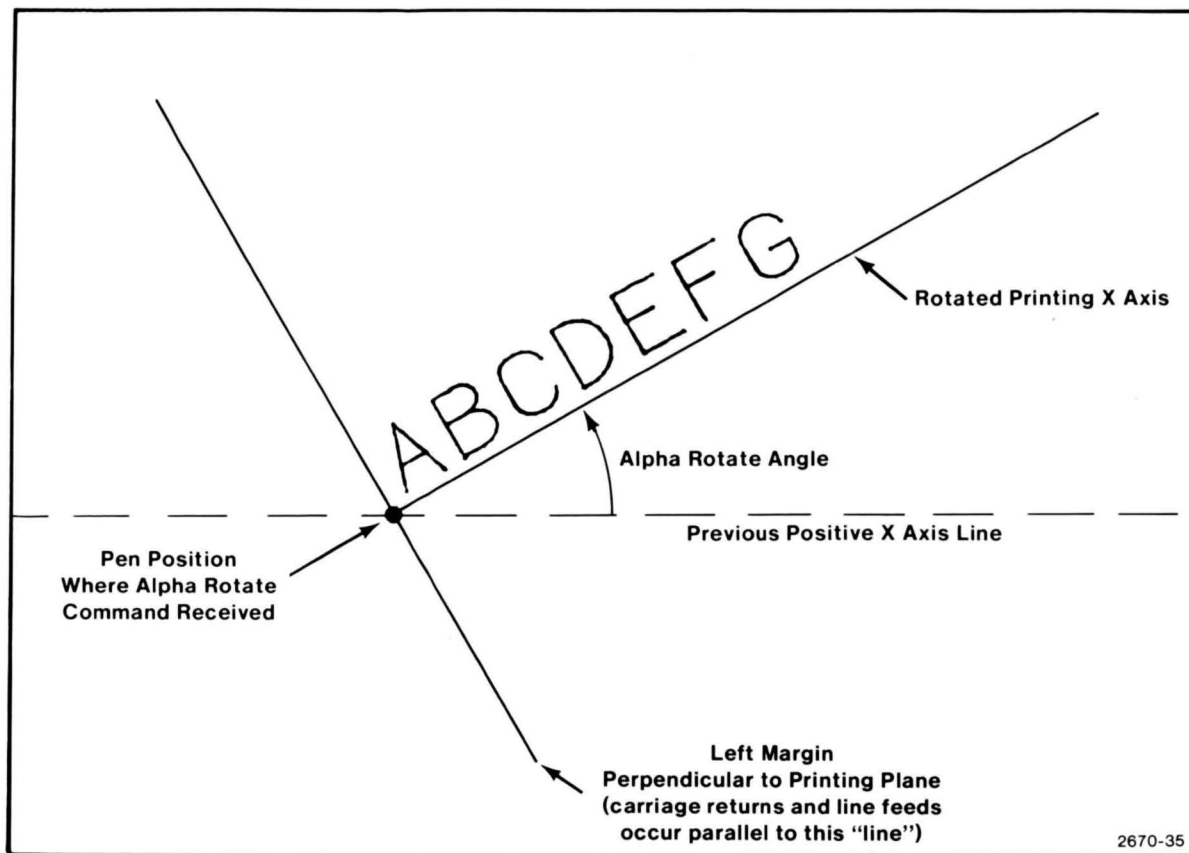 ABCDEFG
Rotated Printing X Axis
Alpha Rotate Angle
Previous Positive X Axis Line
Pen Position
Where Alpha Rotate
Command Received
Left Margin
Perpendicular to Printing Plane
(carriage returns and line feeds
occur parallel to this “line”)
2670-35